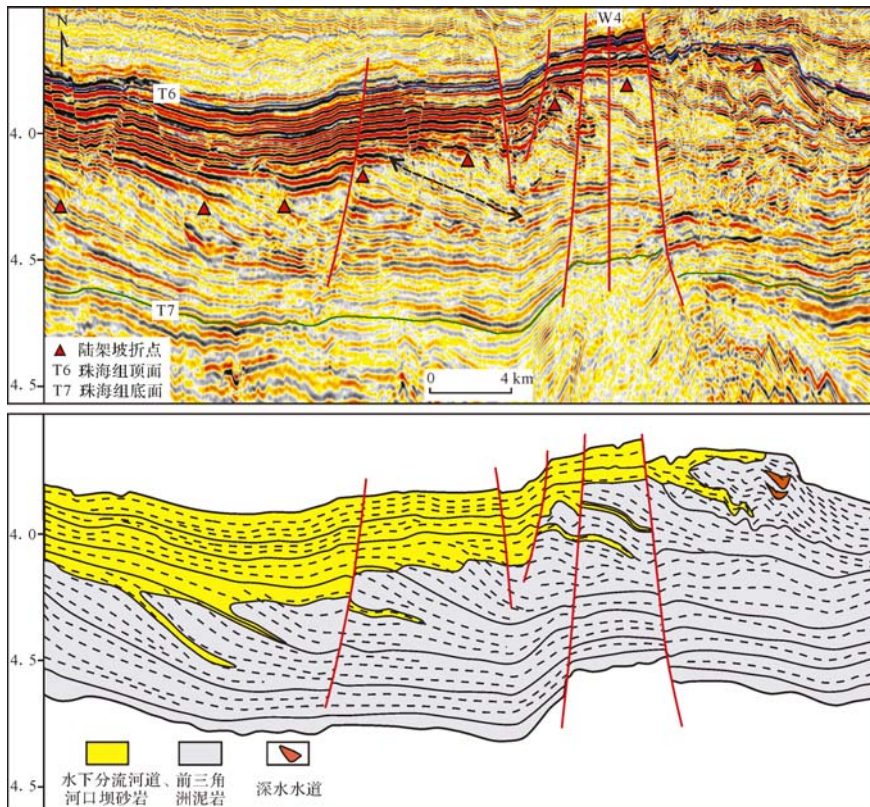 W4
N
T6
4. 0
4. 5
T7
▲ 陆架坡折点
T6 珠海组顶面
T7 珠海组底面
0 4 km
4. 5
4. 0
4. 5
水下分流河道、
河口坝砂岩
前三角
洲泥岩
深水水道
4. 5